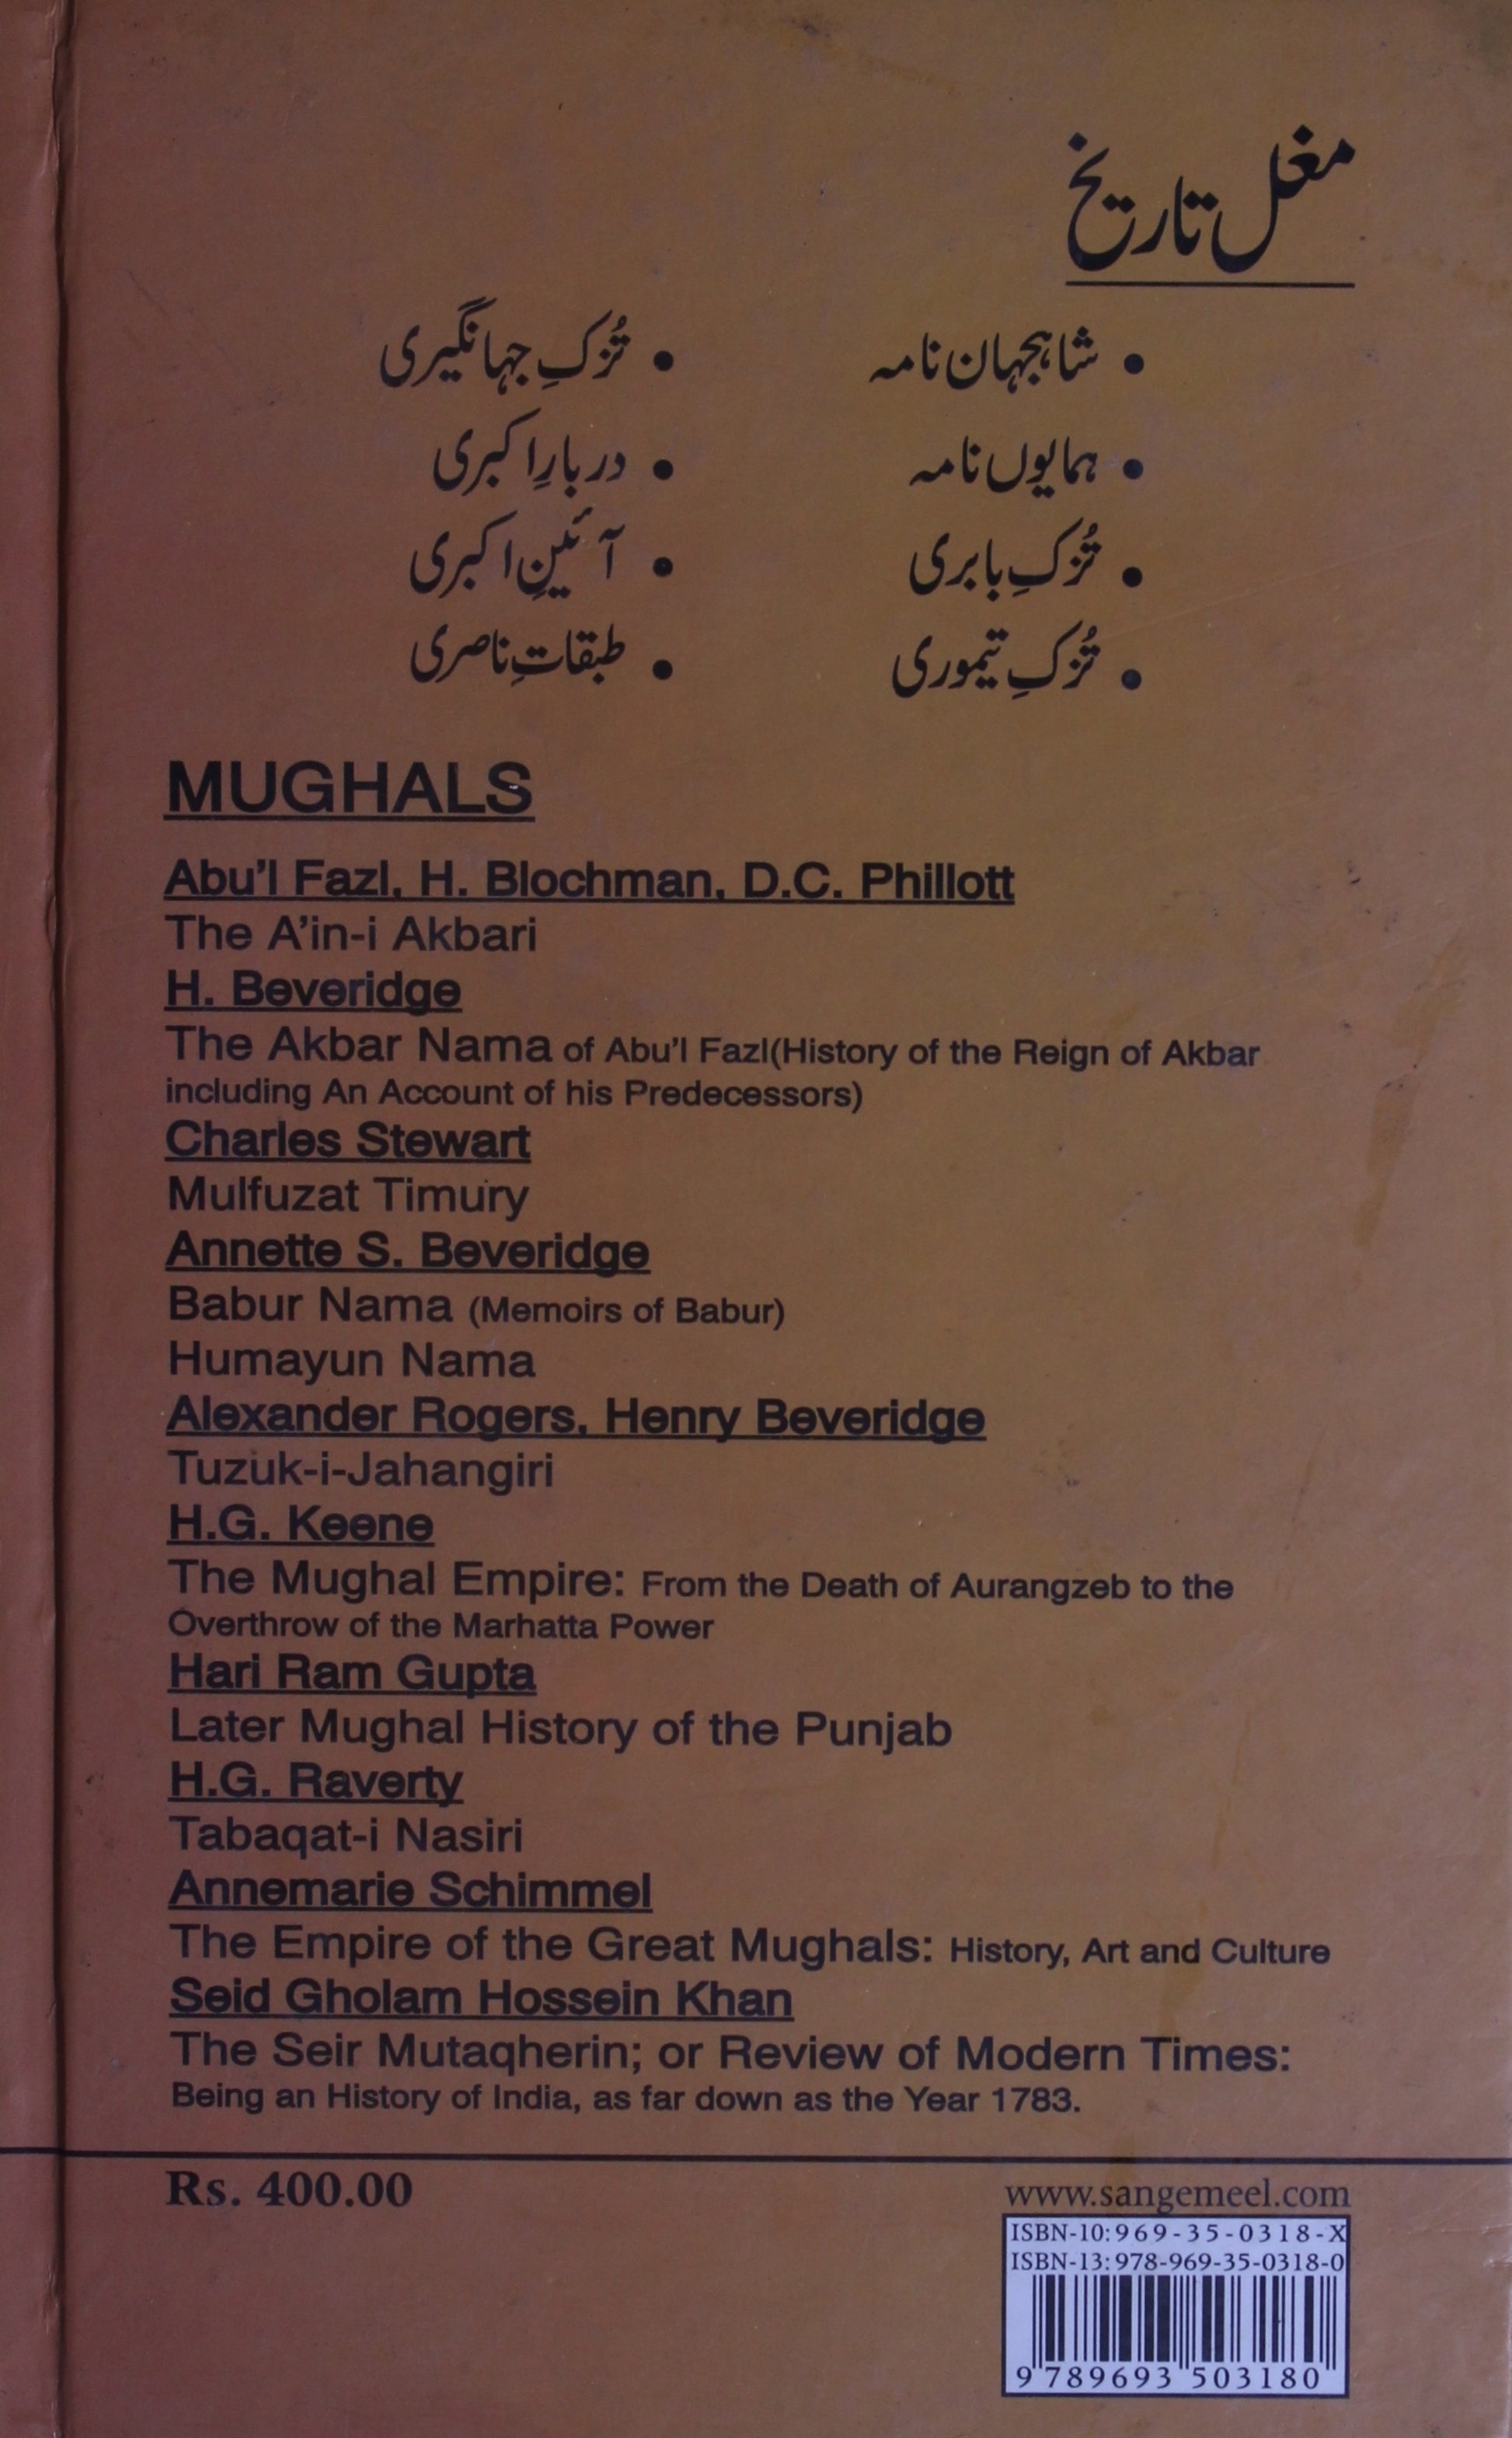 مغل تاریخ
• شاہجہان نامہ • تُزکِ جہانگیری
• ہمایوں نامہ • دربارِ اکبری
• تُزکِ بابری • آئینِ اکبری
• تُزکِ تیموری • طبقاتِ ناصری
MUGHALS
Abu'l Fazl, H. Blochman, D.C. Phillott
The A'in-i Akbari
H. Beveridge
The Akbar Nama of Abu'l Fazl(History of the Reign of Akbar
including An Account of his Predecessors)
Charles Stewart
Mulfuzat Timury
Annette S. Beveridge
Babur Nama (Memoirs of Babur)
Humayun Nama
Alexander Rogers, Henry Beveridge
Tuzuk-i-Jahangiri
H.G. Keene
The Mughal Empire: From the Death of Aurangzeb to the
Overthrow of the Marhatta Power
Hari Ram Gupta
Later Mughal History of the Punjab
H.G. Raverty
Tabaqat-i Nasiri
Annemarie Schimmel
The Empire of the Great Mughals: History, Art and Culture
Seid Gholam Hossein Khan
The Seir Mutaqherin; or Review of Modern Times:
Being an History of India, as far down as the Year 1783.
Rs. 400.00
www.sangemeel.com
ISBN-10:969-35-0318-X
ISBN-13:978-969-35-0318-0
9 789693 503180